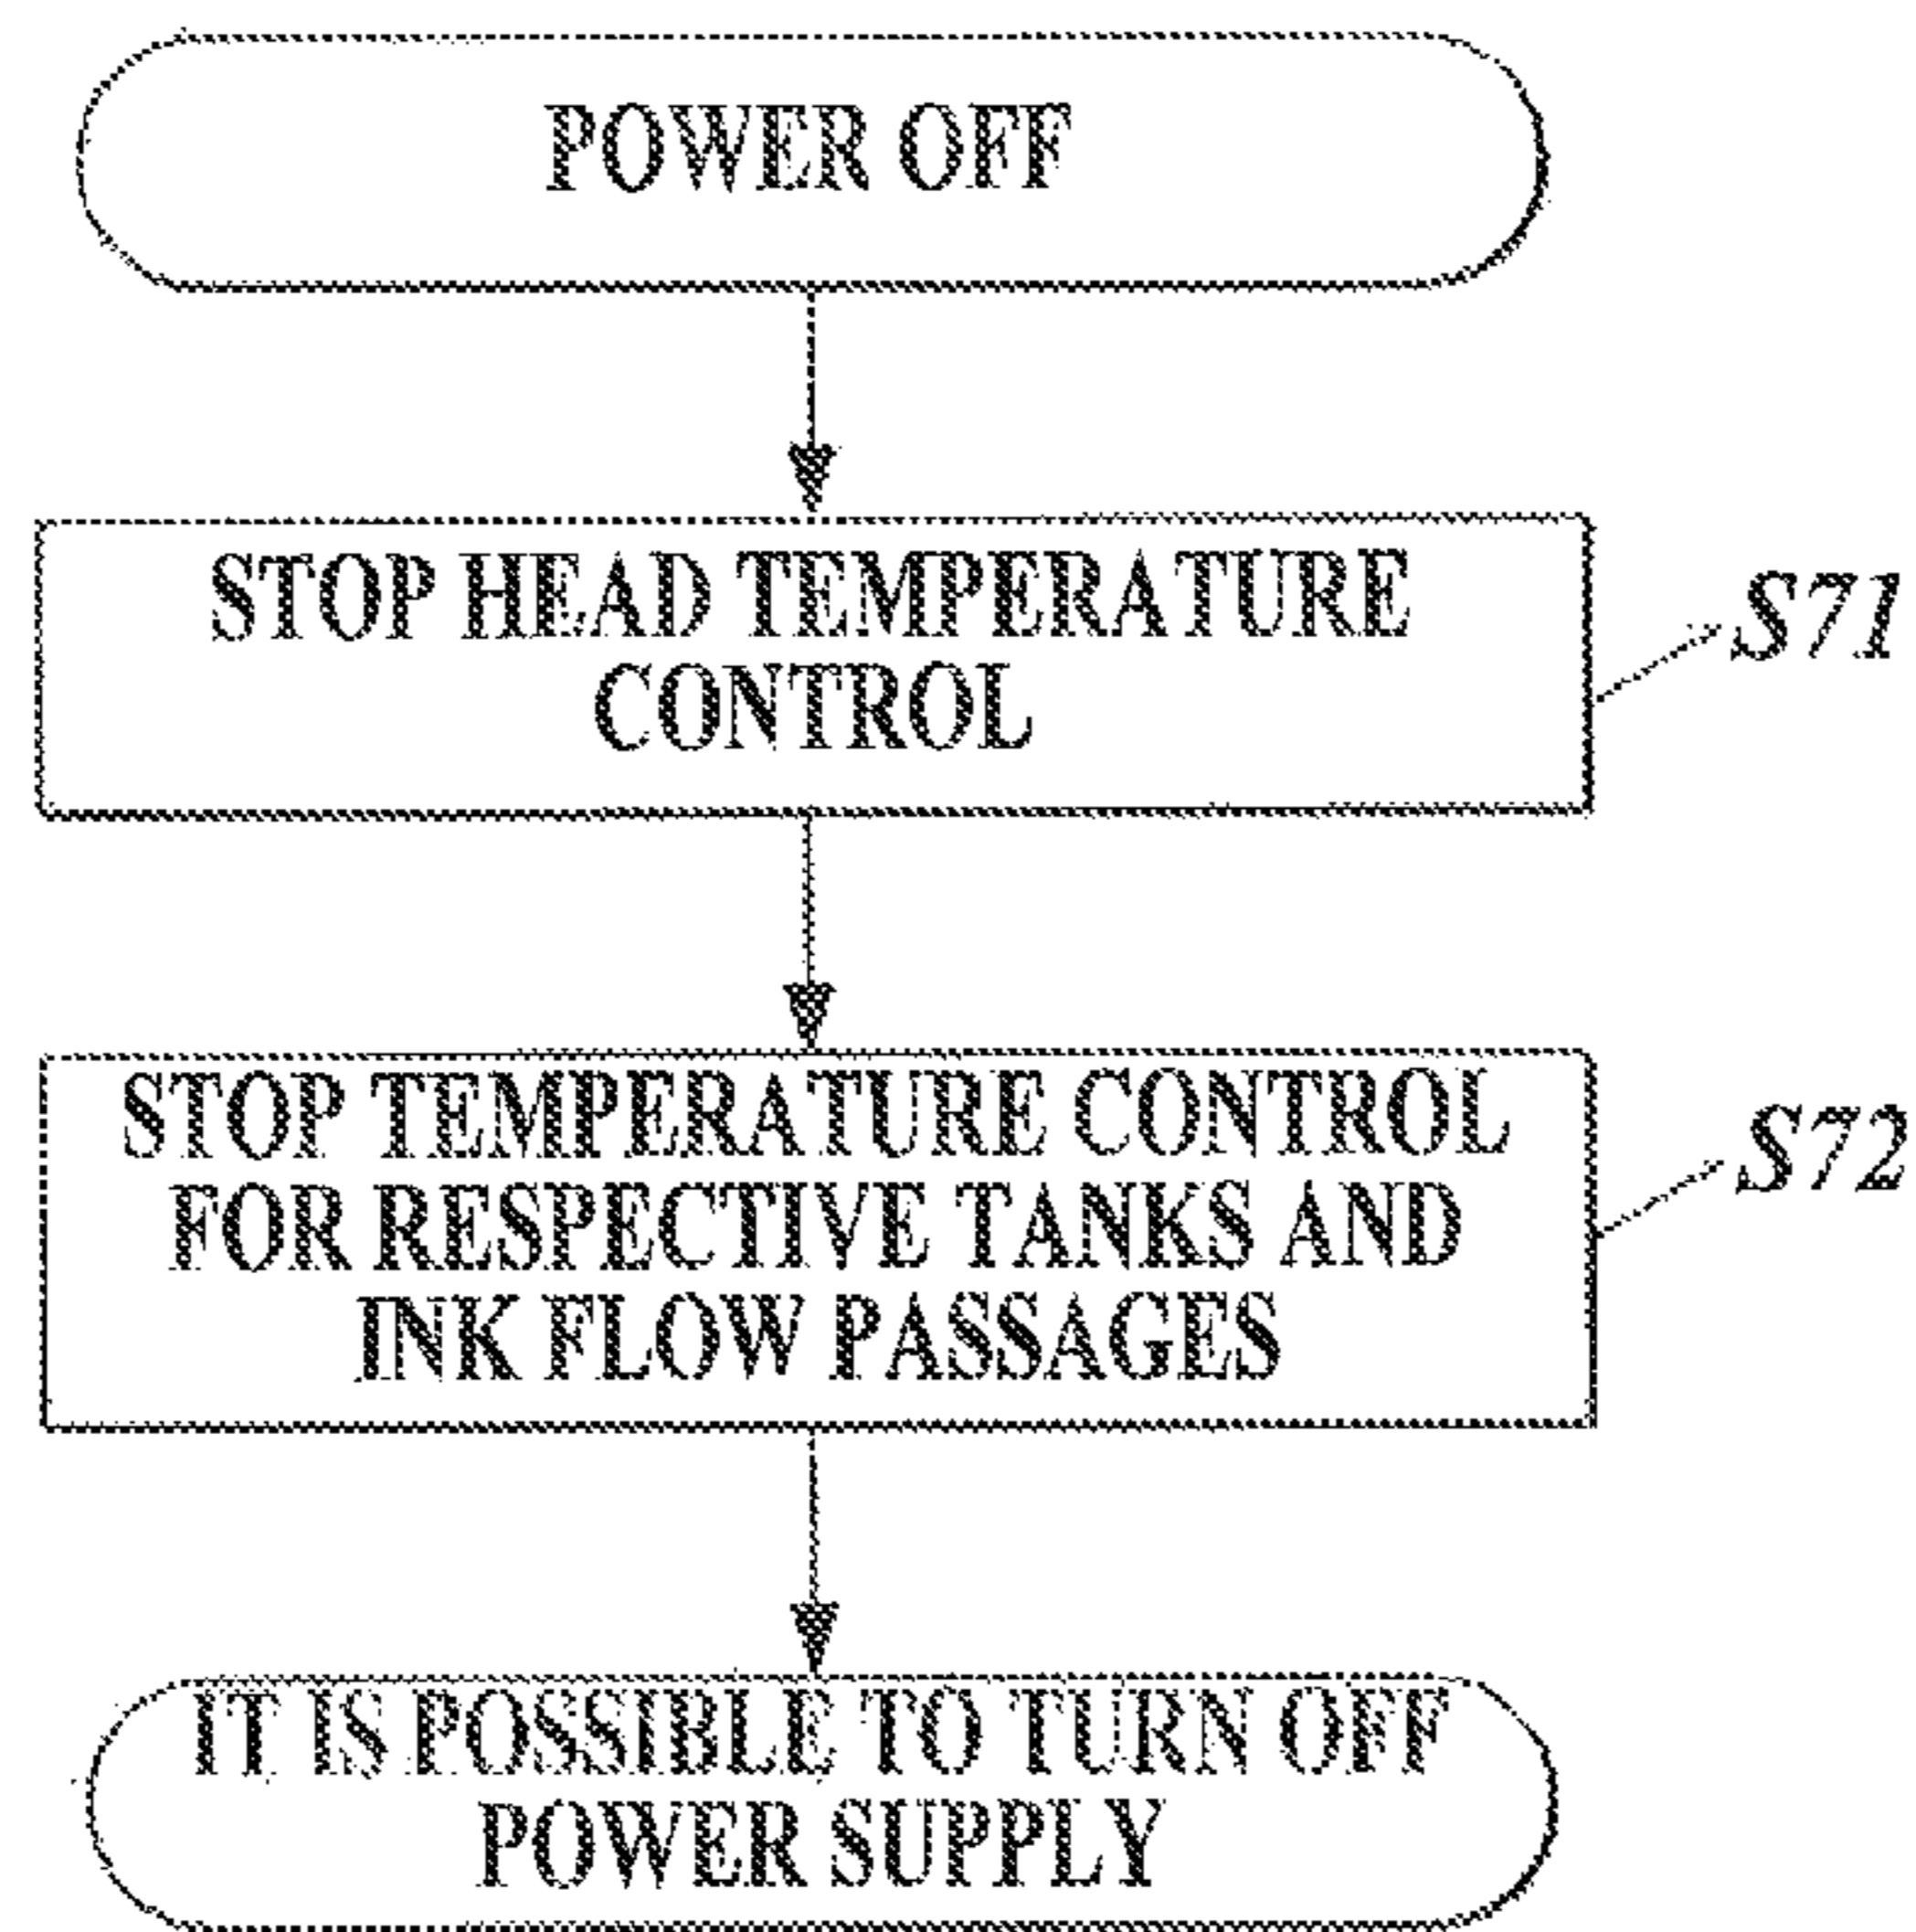 POWER OFF
STOP HEAD TEMPERATURE
CONTROL
S71
STOP TEMPERATURE CONTROL
FOR RESPECTIVE TANKS AND
INK FLOW PASSAGES
S72
IT IS POSSIBLE TO TURN OFF
POWER SUPPLY